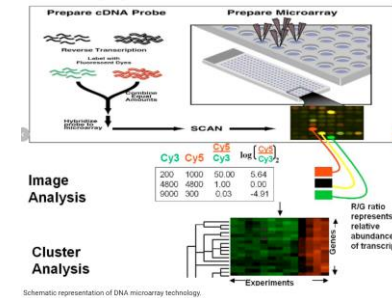 Prepare cDNA Probe
Prepare Microarray
Reverse Transcription
Label with
Fluorescent Dyes
Combine
Equal
Amounts
Hybridize
probe to
microarray
SCAN
Cy3 Cy5 Cy5/Cy3 log2(Cy5/Cy3)
200 1000 50.00 5.64
4800 4800 1.00 0.00
9000 300 0.03 -4.91
Image
Analysis
R/G ratio
represents
relative
abundance
of transcrip
Genes
Cluster
Analysis
Experiments
Schematic representation of DNA microarray technology.